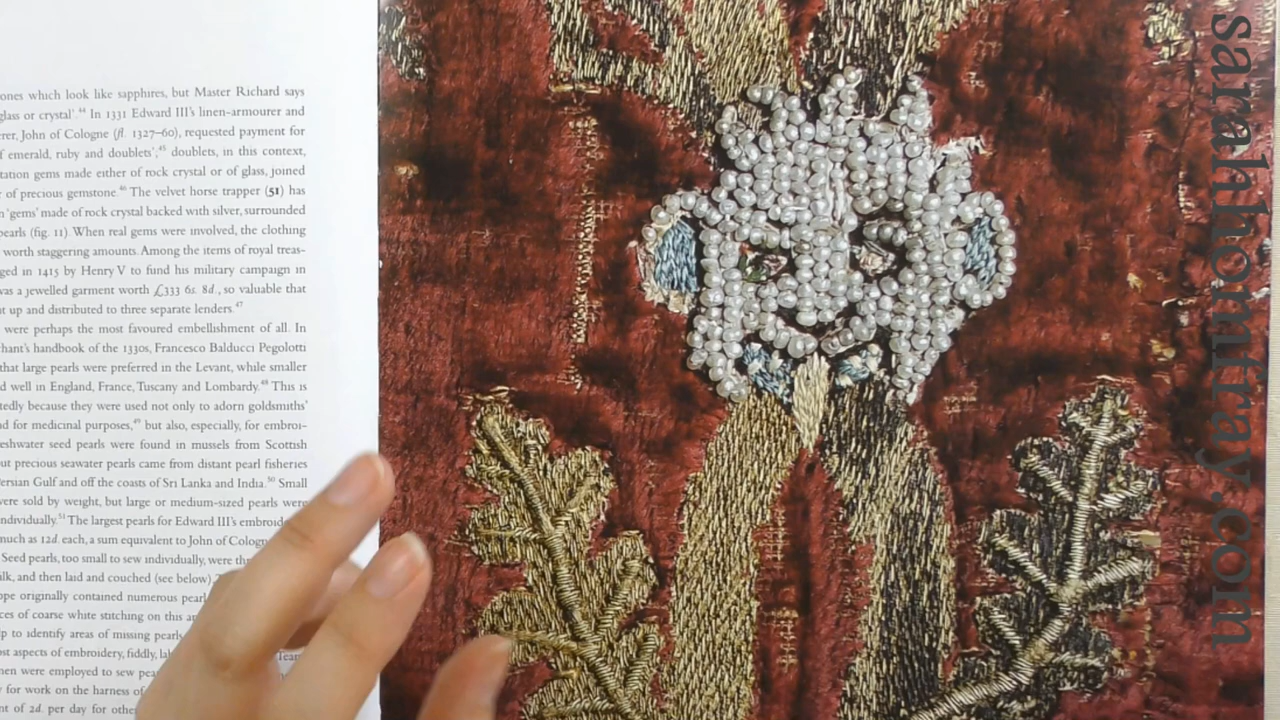 ones which look like sapphires, but Master Richard says
glass or crystal'.44 In 1331 Edward III's linen-armourer and
rer, John of Cologne (fl. 1327–60), requested payment for
f emerald, ruby and doublets',45 doublets, in this context,
tation gems made either of rock crystal or of glass, joined
of precious gemstone.46 The velvet horse trapper (51) has
'gems' made of rock crystal backed with silver, surrounded
pearls (fig. 11). When real gems were involved, the clothing
worth staggering amounts. Among the items of royal treas-
ged in 1415 by Henry V to fund his military campaign in
was a jewelled garment worth £333 6s. 8d., so valuable that
ut up and distributed to three separate lenders.47
were perhaps the most favoured embellishment of all. In
hant's handbook of the 1330s, Francesco Balducci Pegolotti
that large pearls were preferred in the Levant, while smaller
d well in England, France, Tuscany and Lombardy.48 This is
tedly because they were used not only to adorn goldsmiths'
nd for medicinal purposes,49 but also, especially, for embroi-
eshwater seed pearls were found in mussels from Scottish
ut precious seawater pearls came from distant pearl fisheries
ersian Gulf and off the coasts of Sri Lanka and India.50 Small
were sold by weight, but large or medium-sized pearls were
individually.51 The largest pearls for Edward III's embroid
much as 12d. each, a sum equivalent to John of Cologn
Seed pearls, too small to sew individually, were th
lk, and then laid and couched (see below).
ope originally contained numerous pearl
ces of coarse white stitching on this
p to identify areas of missing pearls
st aspects of embroidery, fiddly,
men were employed to sew
for work on the harness of
nt of 2d. per day for other
sarahhomfray.com